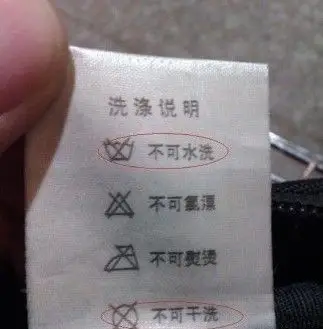 洗涤说明
不可水洗
不可氯漂
不可熨烫
不可干洗